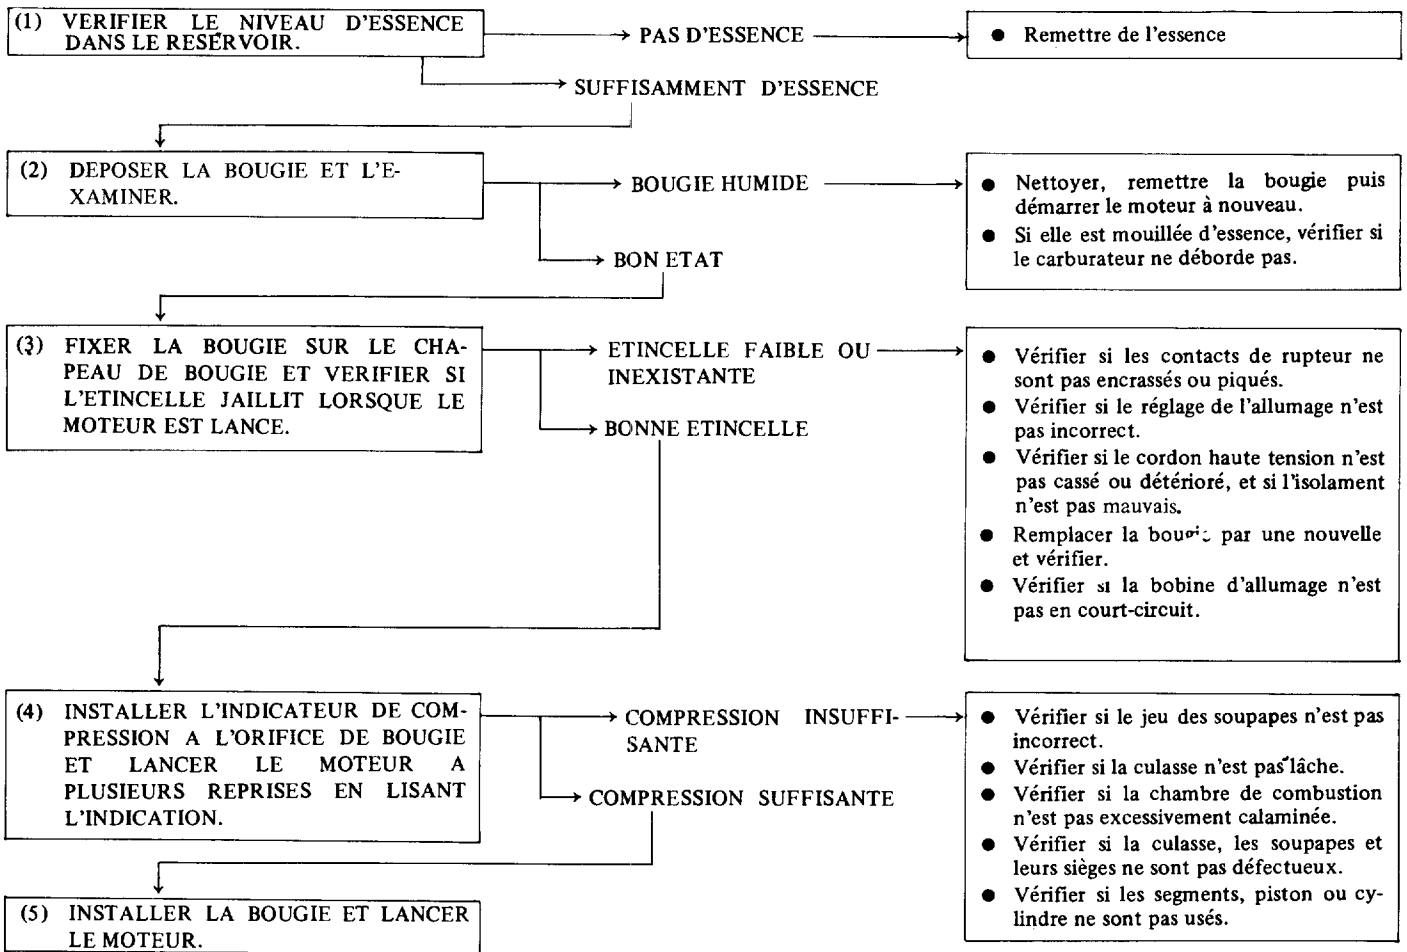 (1) VERIFIER LE NIVEAU D'ESSENCE
DANS LE RESERVOIR.
PAS D'ESSENCE
● Remettre de l'essence
SUFFISAMMENT D'ESSENCE
(2) DEPOSER LA BOUGIE ET L'E-
XAMINER.
BOUGIE HUMIDE
● Nettoyer, remettre la bougie puis
démarrer le moteur à nouveau.
● Si elle est mouillée d'essence, vérifier si
le carburateur ne déborde pas.
BON ETAT
(3) FIXER LA BOUGIE SUR LE CHA-
PEAU DE BOUGIE ET VERIFIER SI
L'ETINCELLE JAILLIT LORSQUE LE
MOTEUR EST LANCE.
ETINCELLE FAIBLE OU
INEXISTANTE
● Vérifier si les contacts de rupteur ne
sont pas encrassés ou piqués.
● Vérifier si le réglage de l'allumage n'est
pas incorrect.
● Vérifier si le cordon haute tension n'est
pas cassé ou détérioré, et si l'isolament
n'est pas mauvais.
● Remplacer la par une nouvelle
et vérifier.
● Vérifier si la bobine d'allumage n'est
pas en court-circuit.
BONNE ETINCELLE
(4) INSTALLER L'INDICATEUR DE COM-
PRESSION A L'ORIFICE DE BOUGIE
ET LANCER LE MOTEUR A
PLUSIEURS REPRISES EN LISANT
L'INDICATION.
COMPRESSION INSUFFI-
SANTE
● Vérifier si le jeu des soupapes n'est pas
incorrect.
● Vérifier si la culasse n'est pas lâche.
● Vérifier si la chambre de combustion
n'est pas excessivement calaminée.
● Vérifier si la culasse, les soupapes et
leurs sièges ne sont pas défectueux.
● Vérifier si les segments, piston ou cy-
lindre ne sont pas usés.
COMPRESSION SUFFISANTE
(5) INSTALLER LA BOUGIE ET LANCER
LE MOTEUR.